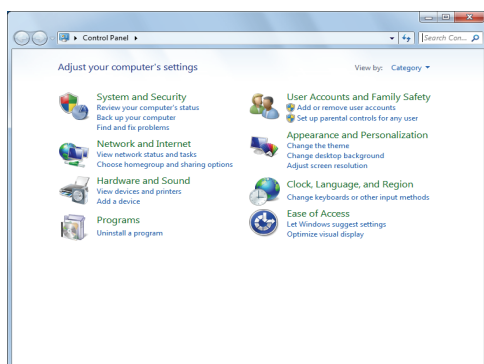 Control Panel
Search Con...
Adjust your computer's settings
View by: Category
System and Security
Review your computer's status
Back up your computer
Find and fix problems
Network and Internet
View network status and tasks
Choose homegroup and sharing options
Hardware and Sound
View devices and printers
Add a device
Programs
Uninstall a program
User Accounts and Family Safety
Add or remove user accounts
Set up parental controls for any user
Appearance and Personalization
Change the theme
Change desktop background
Adjust screen resolution
Clock, Language, and Region
Change keyboards or other input methods
Ease of Access
Let Windows suggest settings
Optimize visual display